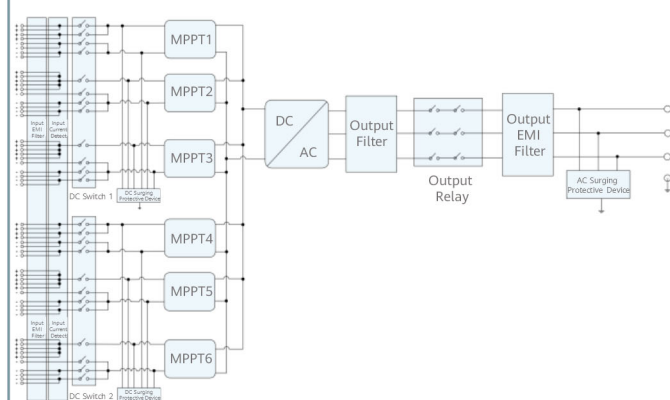 MPPT1
MPPT2
DC
AC
Output
Filter
Output
EMI
Filter
Input
EMI
Filter
Input
Current
Detect
MPPT3
Output
Relay
AC Surging
Protective Device
DC Switch 1
DC Surging
Protective Device
MPPT4
MPPT5
Input
EMI
Filter
Input
Current
Detect
MPPT6
DC Switch 2
DC Surging
Protective Device